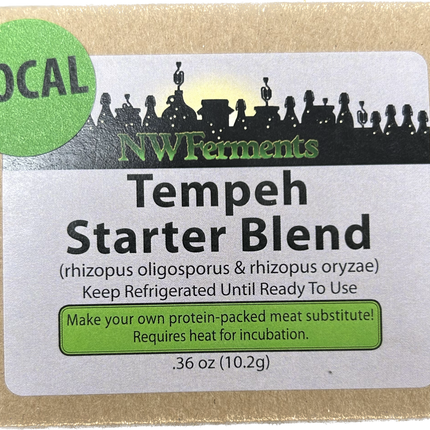 OCAL
NWFerments
Tempeh
Starter Blend
(rhizopus oligosporus & rhizopus oryzae)
Keep Refrigerated Until Ready To Use
Make your own protein-packed meat substitute!
Requires heat for incubation.
.36 oz (10.2g)